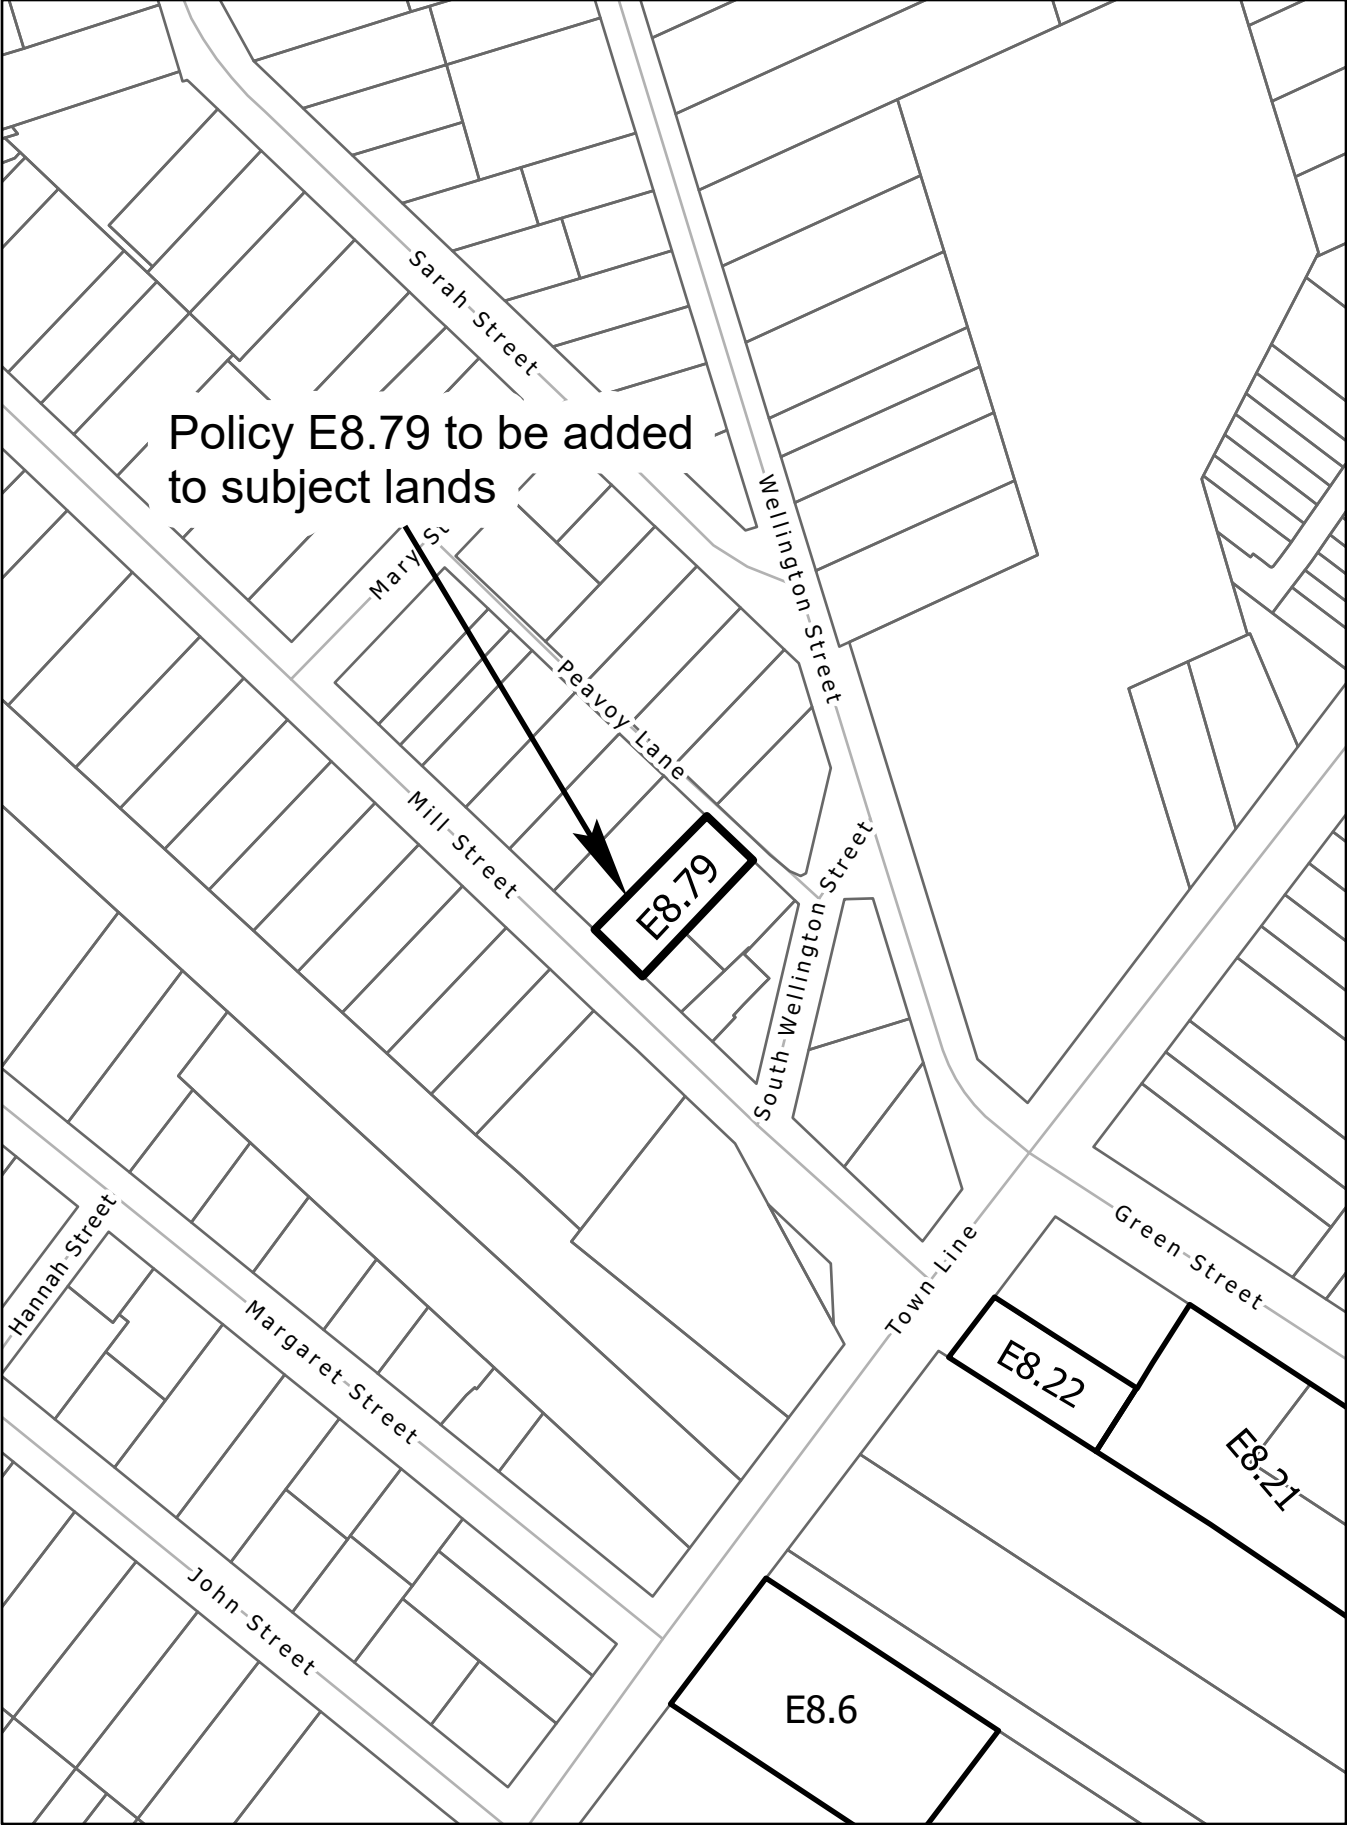 Sarah Street
Policy E8.79 to be added
to subject lands
Wellington Street
Mary St
Peavoy Lane
Mill Street
E8.79
South Wellington Street
Town Line
Green Street
Hannah Street
Margaret Street
E8.22
E8.21
John Street
E8.6